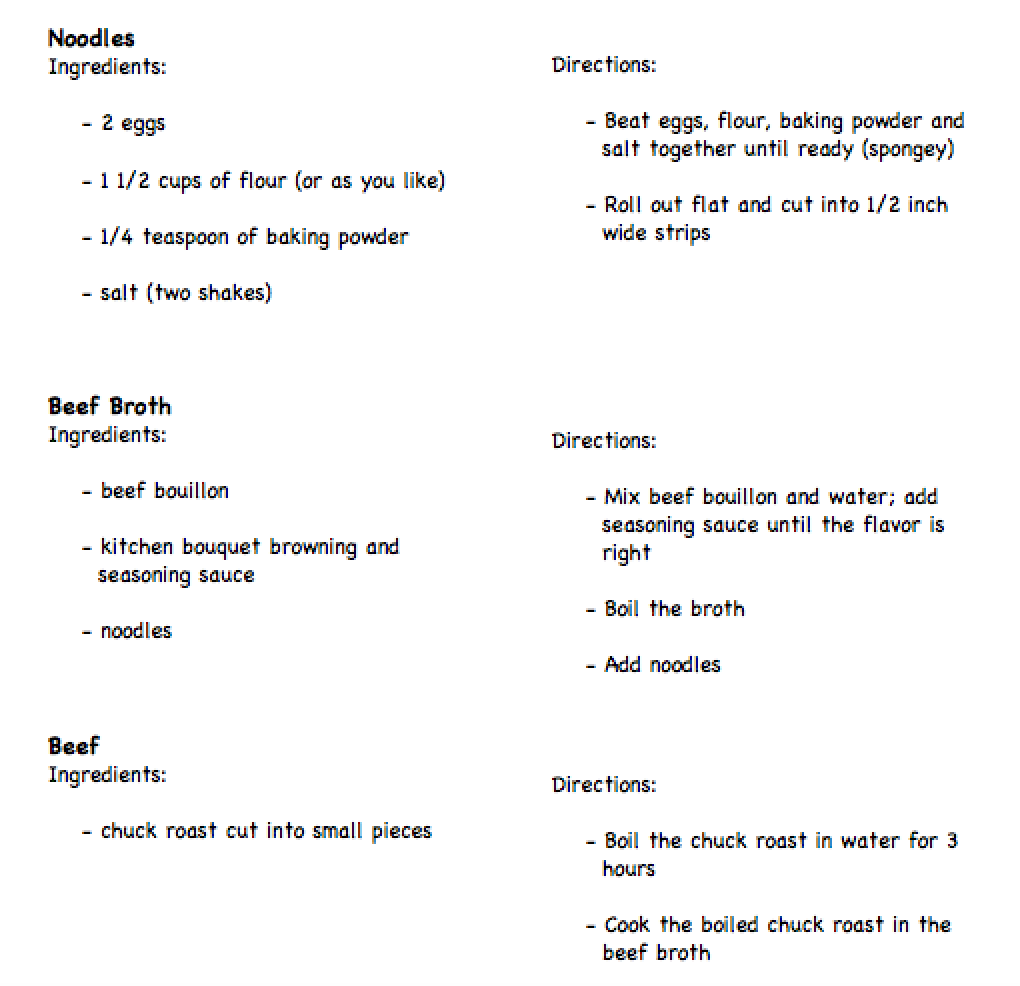 Noodles
Ingredients:
- 2 eggs
- 1 1/2 cups of flour (or as you like)
- 1/4 teaspoon of baking powder
- salt (two shakes)
Directions:
- Beat eggs, flour, baking powder and
salt together until ready (spongey)
- Roll out flat and cut into 1/2 inch
wide strips
Beef Broth
Ingredients:
- beef bouillon
- kitchen bouquet browning and
seasoning sauce
- noodles
Directions:
- Mix beef bouillon and water; add
seasoning sauce until the flavor is
right
- Boil the broth
- Add noodles
Beef
Ingredients:
- chuck roast cut into small pieces
Directions:
- Boil the chuck roast in water for 3
hours
- Cook the boiled chuck roast in the
beef broth